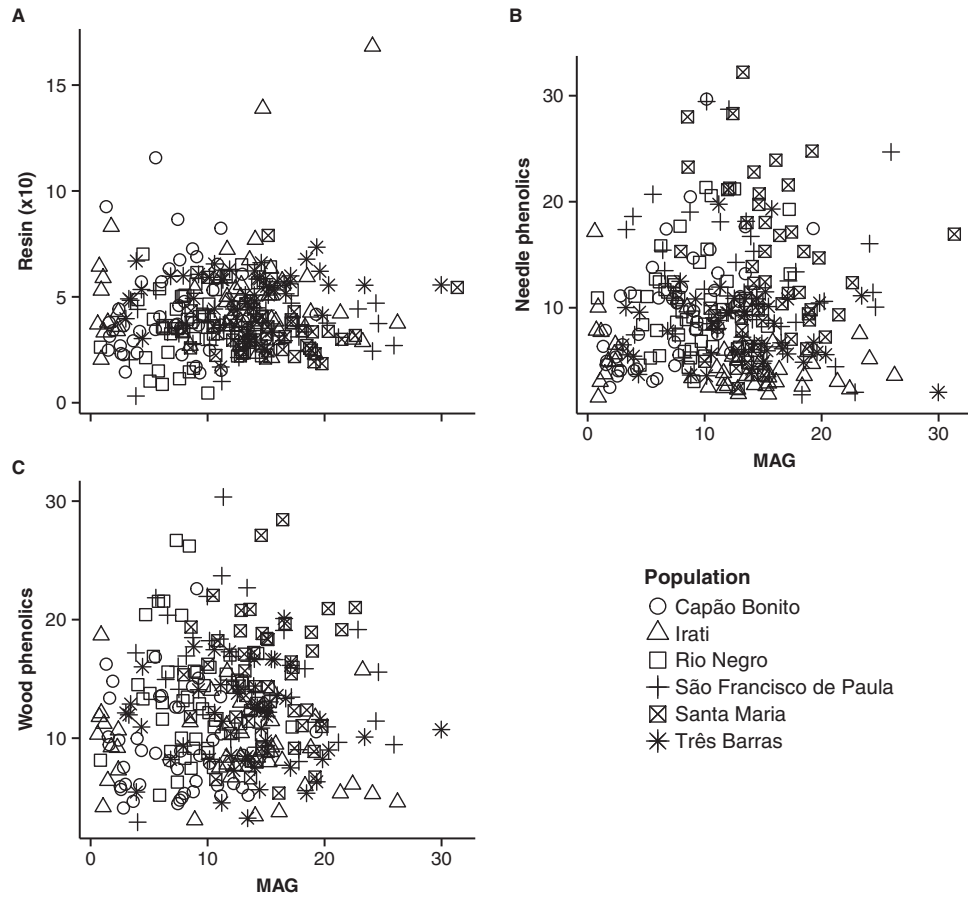 A
15
10
5
0
Resin (x10)
B
30
20
10
0 10 20 30
Needle phenolics
MAG
C
30
20
10
0 10 20 30
Wood phenolics
MAG
Population
Capão Bonito
Irati
Rio Negro
São Francisco de Paula
Santa Maria
Três Barras